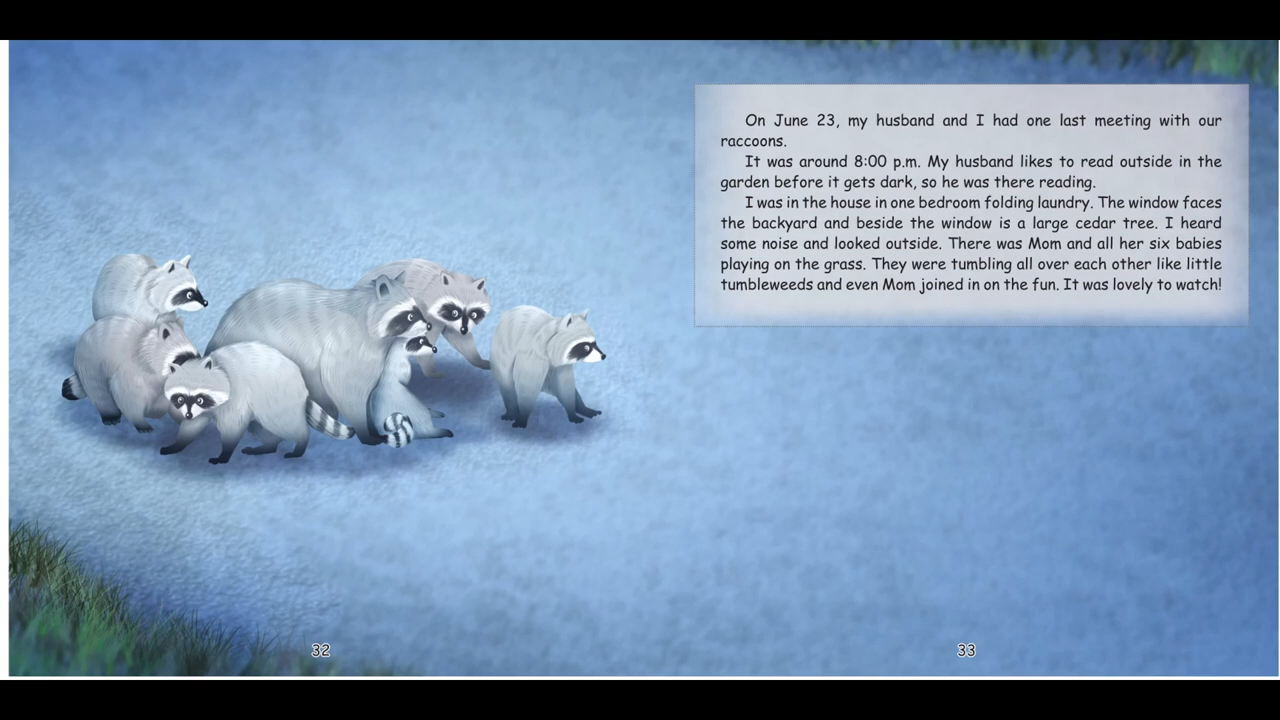 On June 23, my husband and I had one last meeting with our
raccoons.
It was around 8:00 p.m. My husband likes to read outside in the
garden before it gets dark, so he was there reading.
I was in the house in one bedroom folding laundry. The window faces
the backyard and beside the window is a large cedar tree. I heard
some noise and looked outside. There was Mom and all her six babies
playing on the grass. They were tumbling all over each other like little
tumbleweeds and even Mom joined in on the fun. It was lovely to watch!
32
33